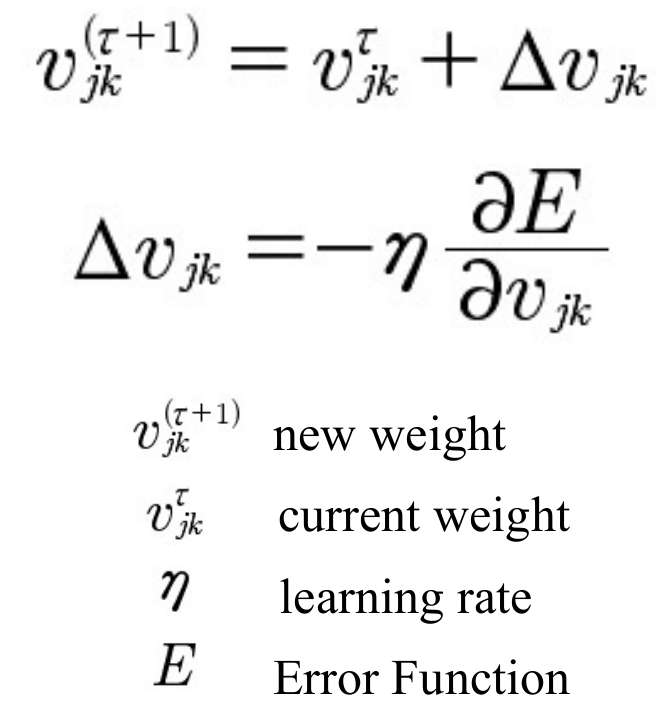 v_{jk}^{(τ+1)} = v_{jk}^{τ} + Δv_{jk}
Δv_{jk} = −η ∂E/∂v_{jk}
v_{jk}^{(τ+1)} new weight
v_{jk}^{τ} current weight
η learning rate
E Error Function